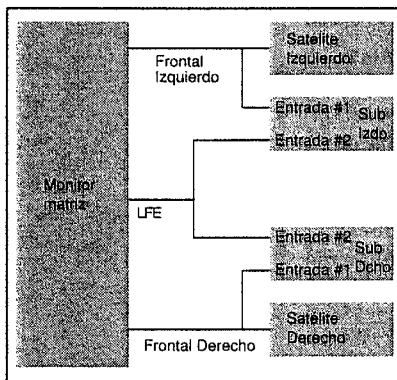 Satelite
Izquierdo
Frontal
Izquierdo
Entrada #1
Sub
Izdo
Entrada #2
Monitor
matriz
LFE
Entrada #2
Sub
Dcho
Entrada #1
Satelite
Derecho
Frontal Derecho